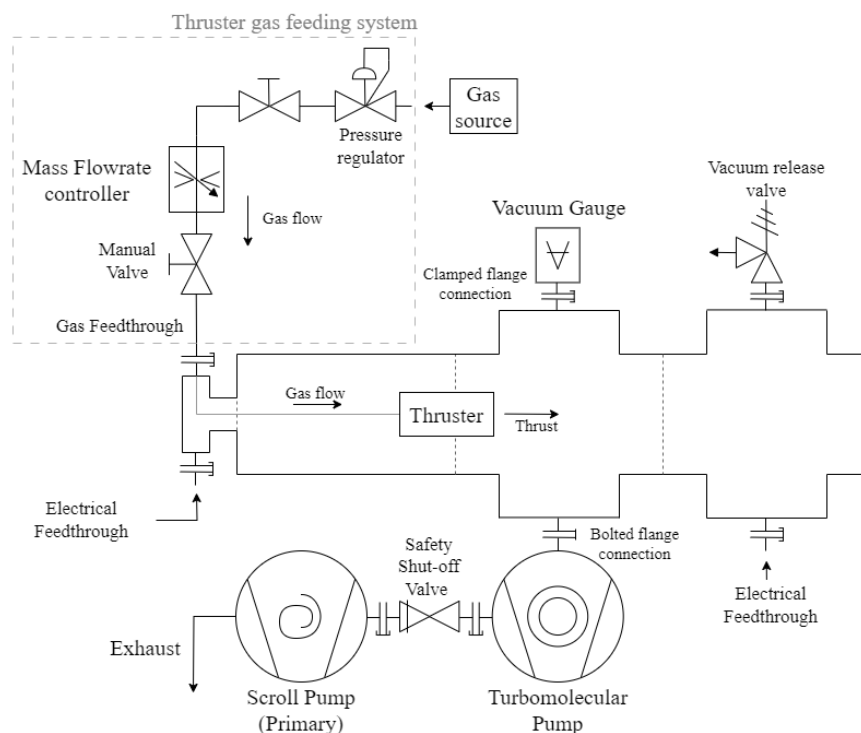 Thruster gas feeding system
Gas
source
Pressure
regulator
Mass Flowrate
controller
Gas flow
Manual
Valve
Gas Feedthrough
Vacuum release
valve
Vacuum Gauge
Clamped flange
connection
Gas flow
Thruster
Thrust
Electrical
Feedthrough
Bolted flange
connection
Safety
Shut-off
Valve
Electrical
Feedthrough
Exhaust
Scroll Pump
(Primary)
Turbomolecular
Pump